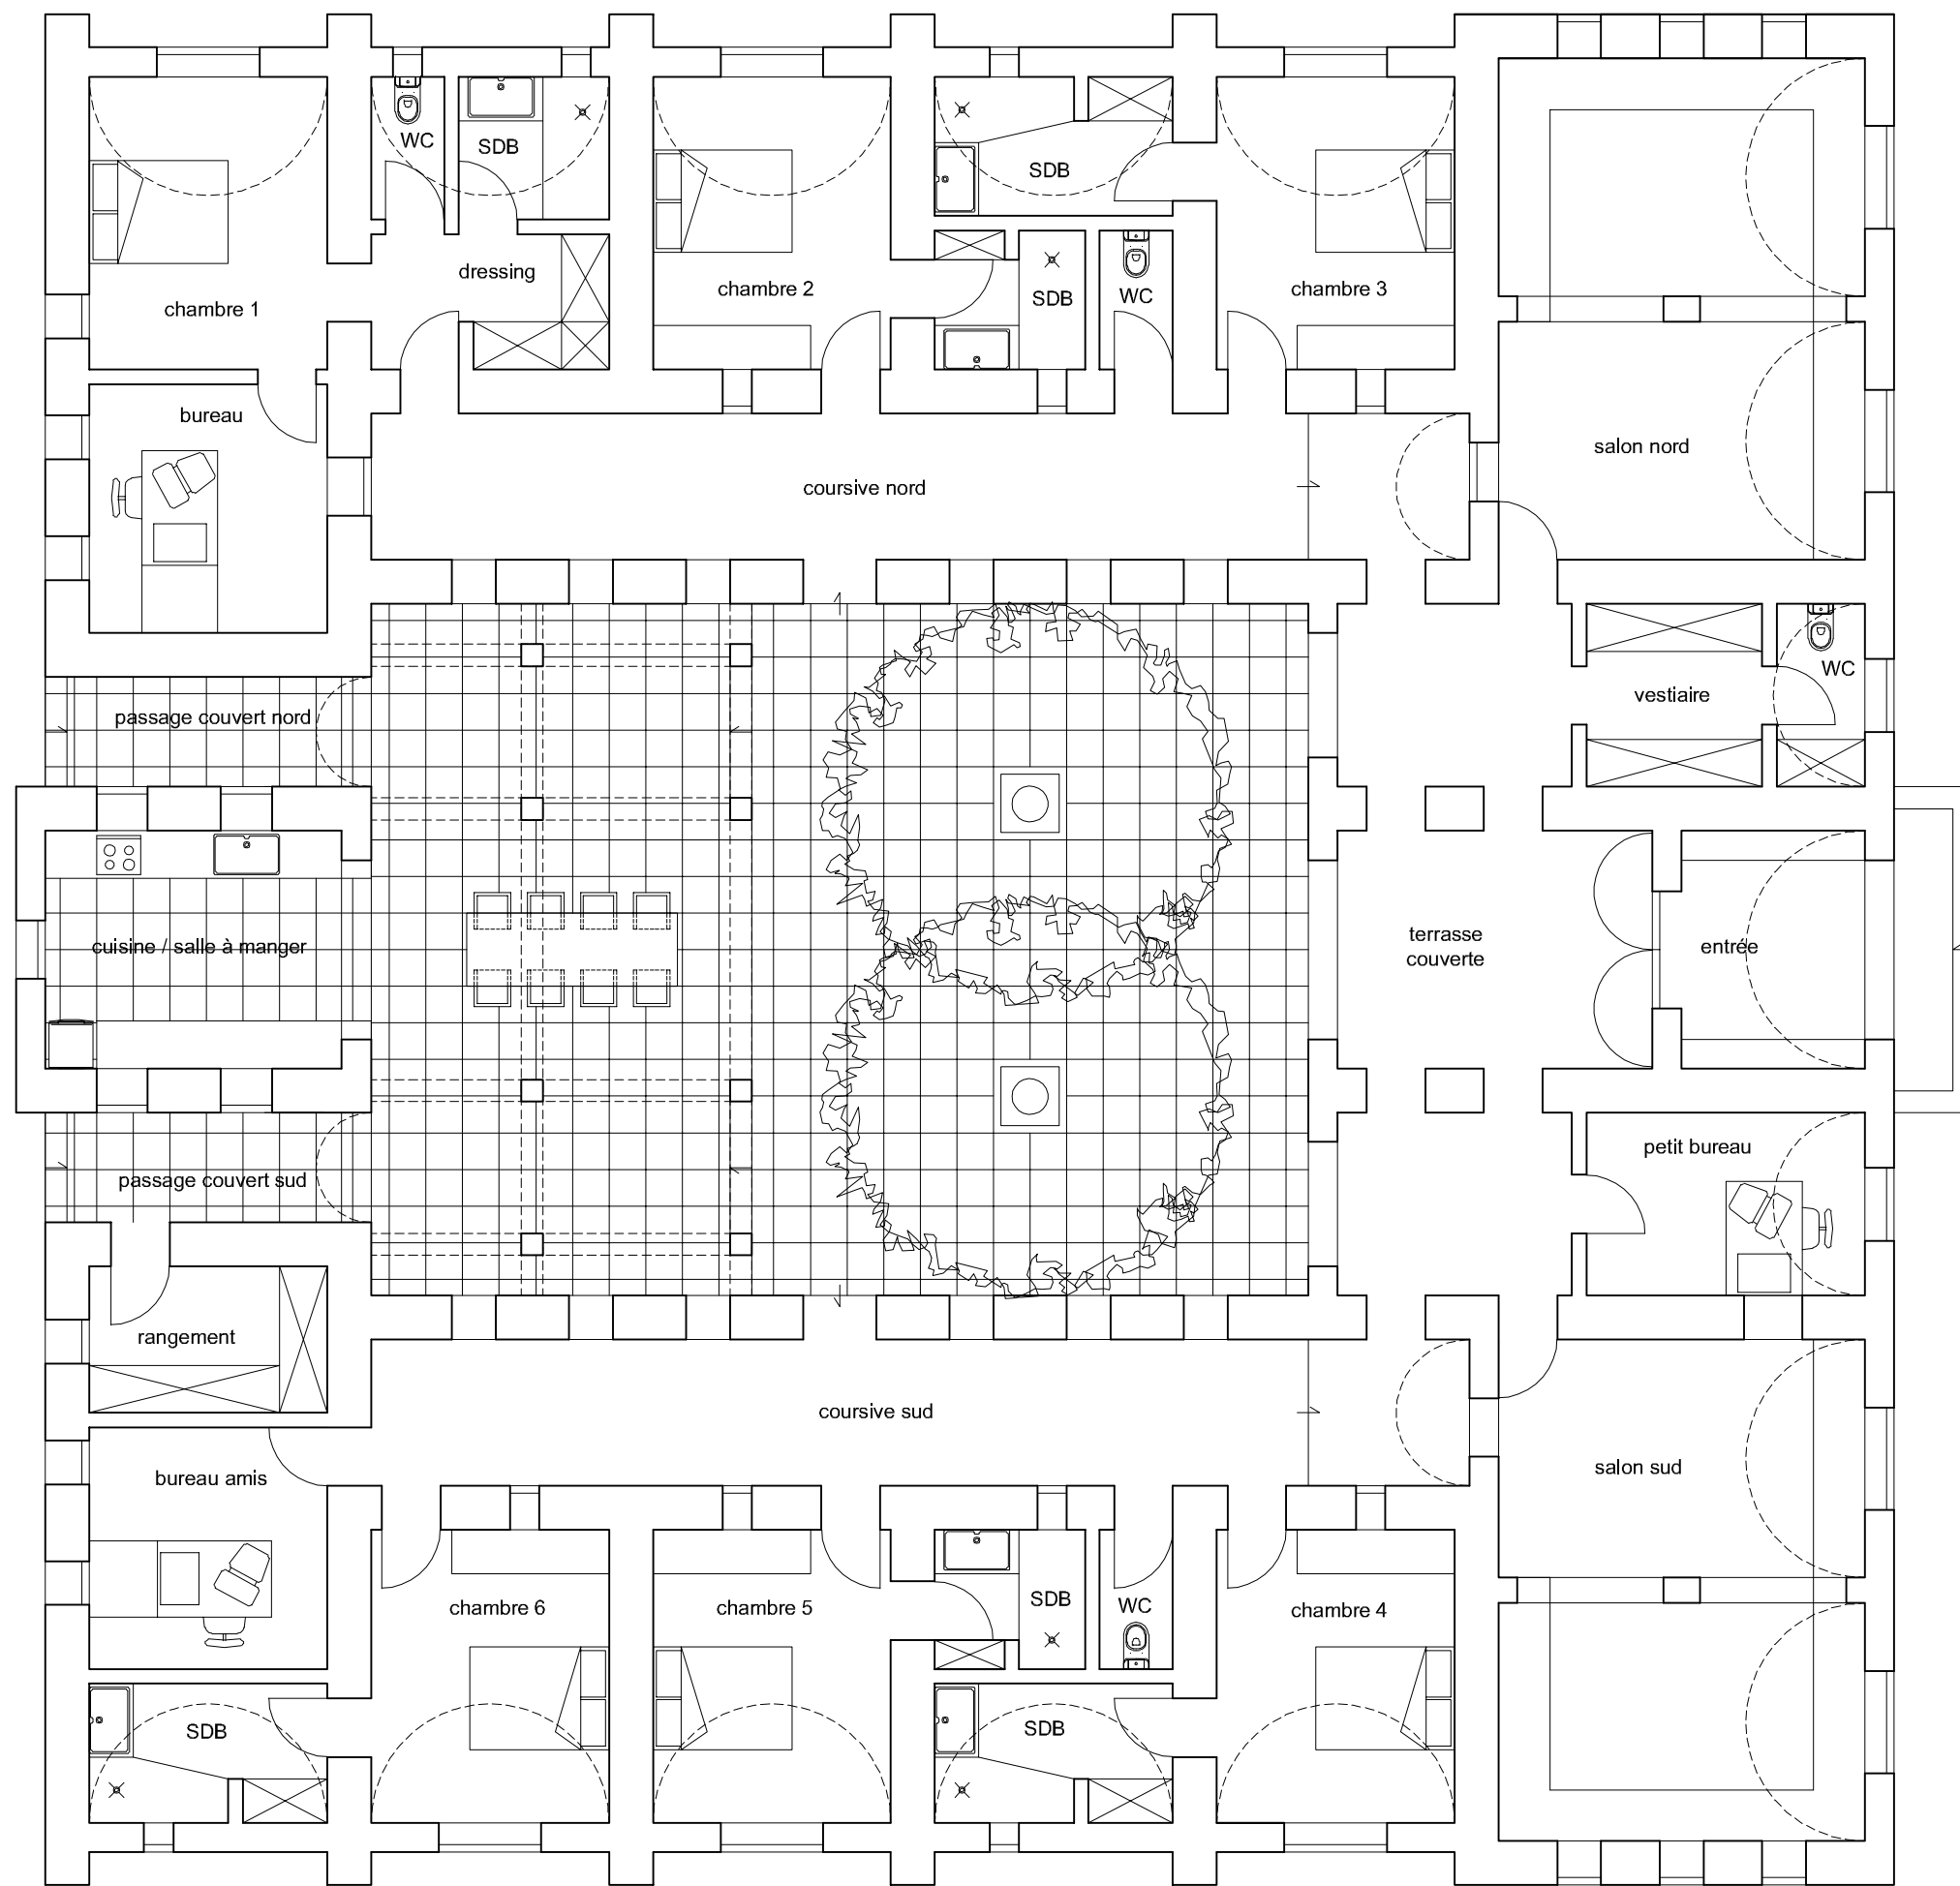 WC
SDB
SDB
dressing
chambre 1
chambre 2
SDB
WC
chambre 3
bureau
salon nord
coursive nord
passage couvert nord
vestiaire
WC
cuisine / salle à manger
terrasse
couverte
entrée
petit bureau
passage couvert sud
rangement
coursive sud
bureau amis
salon sud
chambre 6
chambre 5
SDB
WC
chambre 4
SDB
SDB